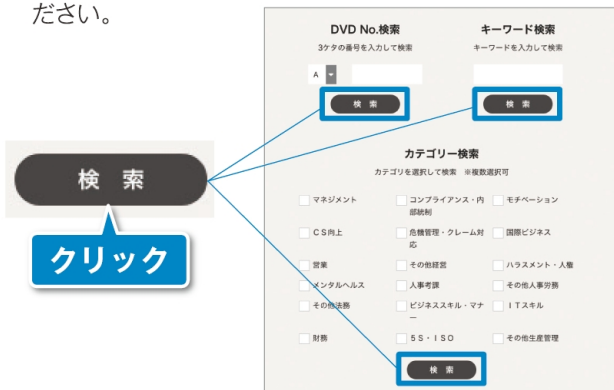 ださい。
DVD No.検索
3ケタの番号を入力して検索
A
検 索
キーワード検索
キーワードを入力して検索
検 索
検 索
クリック
カテゴリー検索
カテゴリを選択して検索 ※複数選択可
マネジメント
コンプライアンス・内
部統制
モチベーション
CS向上
危機管理・クレーム対
応
国際ビジネス
営業
その他経営
ハラスメント・人権
メンタルヘルス
人事考課
その他人事労務
その他法務
ビジネススキル・マナ
ー
ITスキル
財務
5S・ISO
その他生産管理
検 索